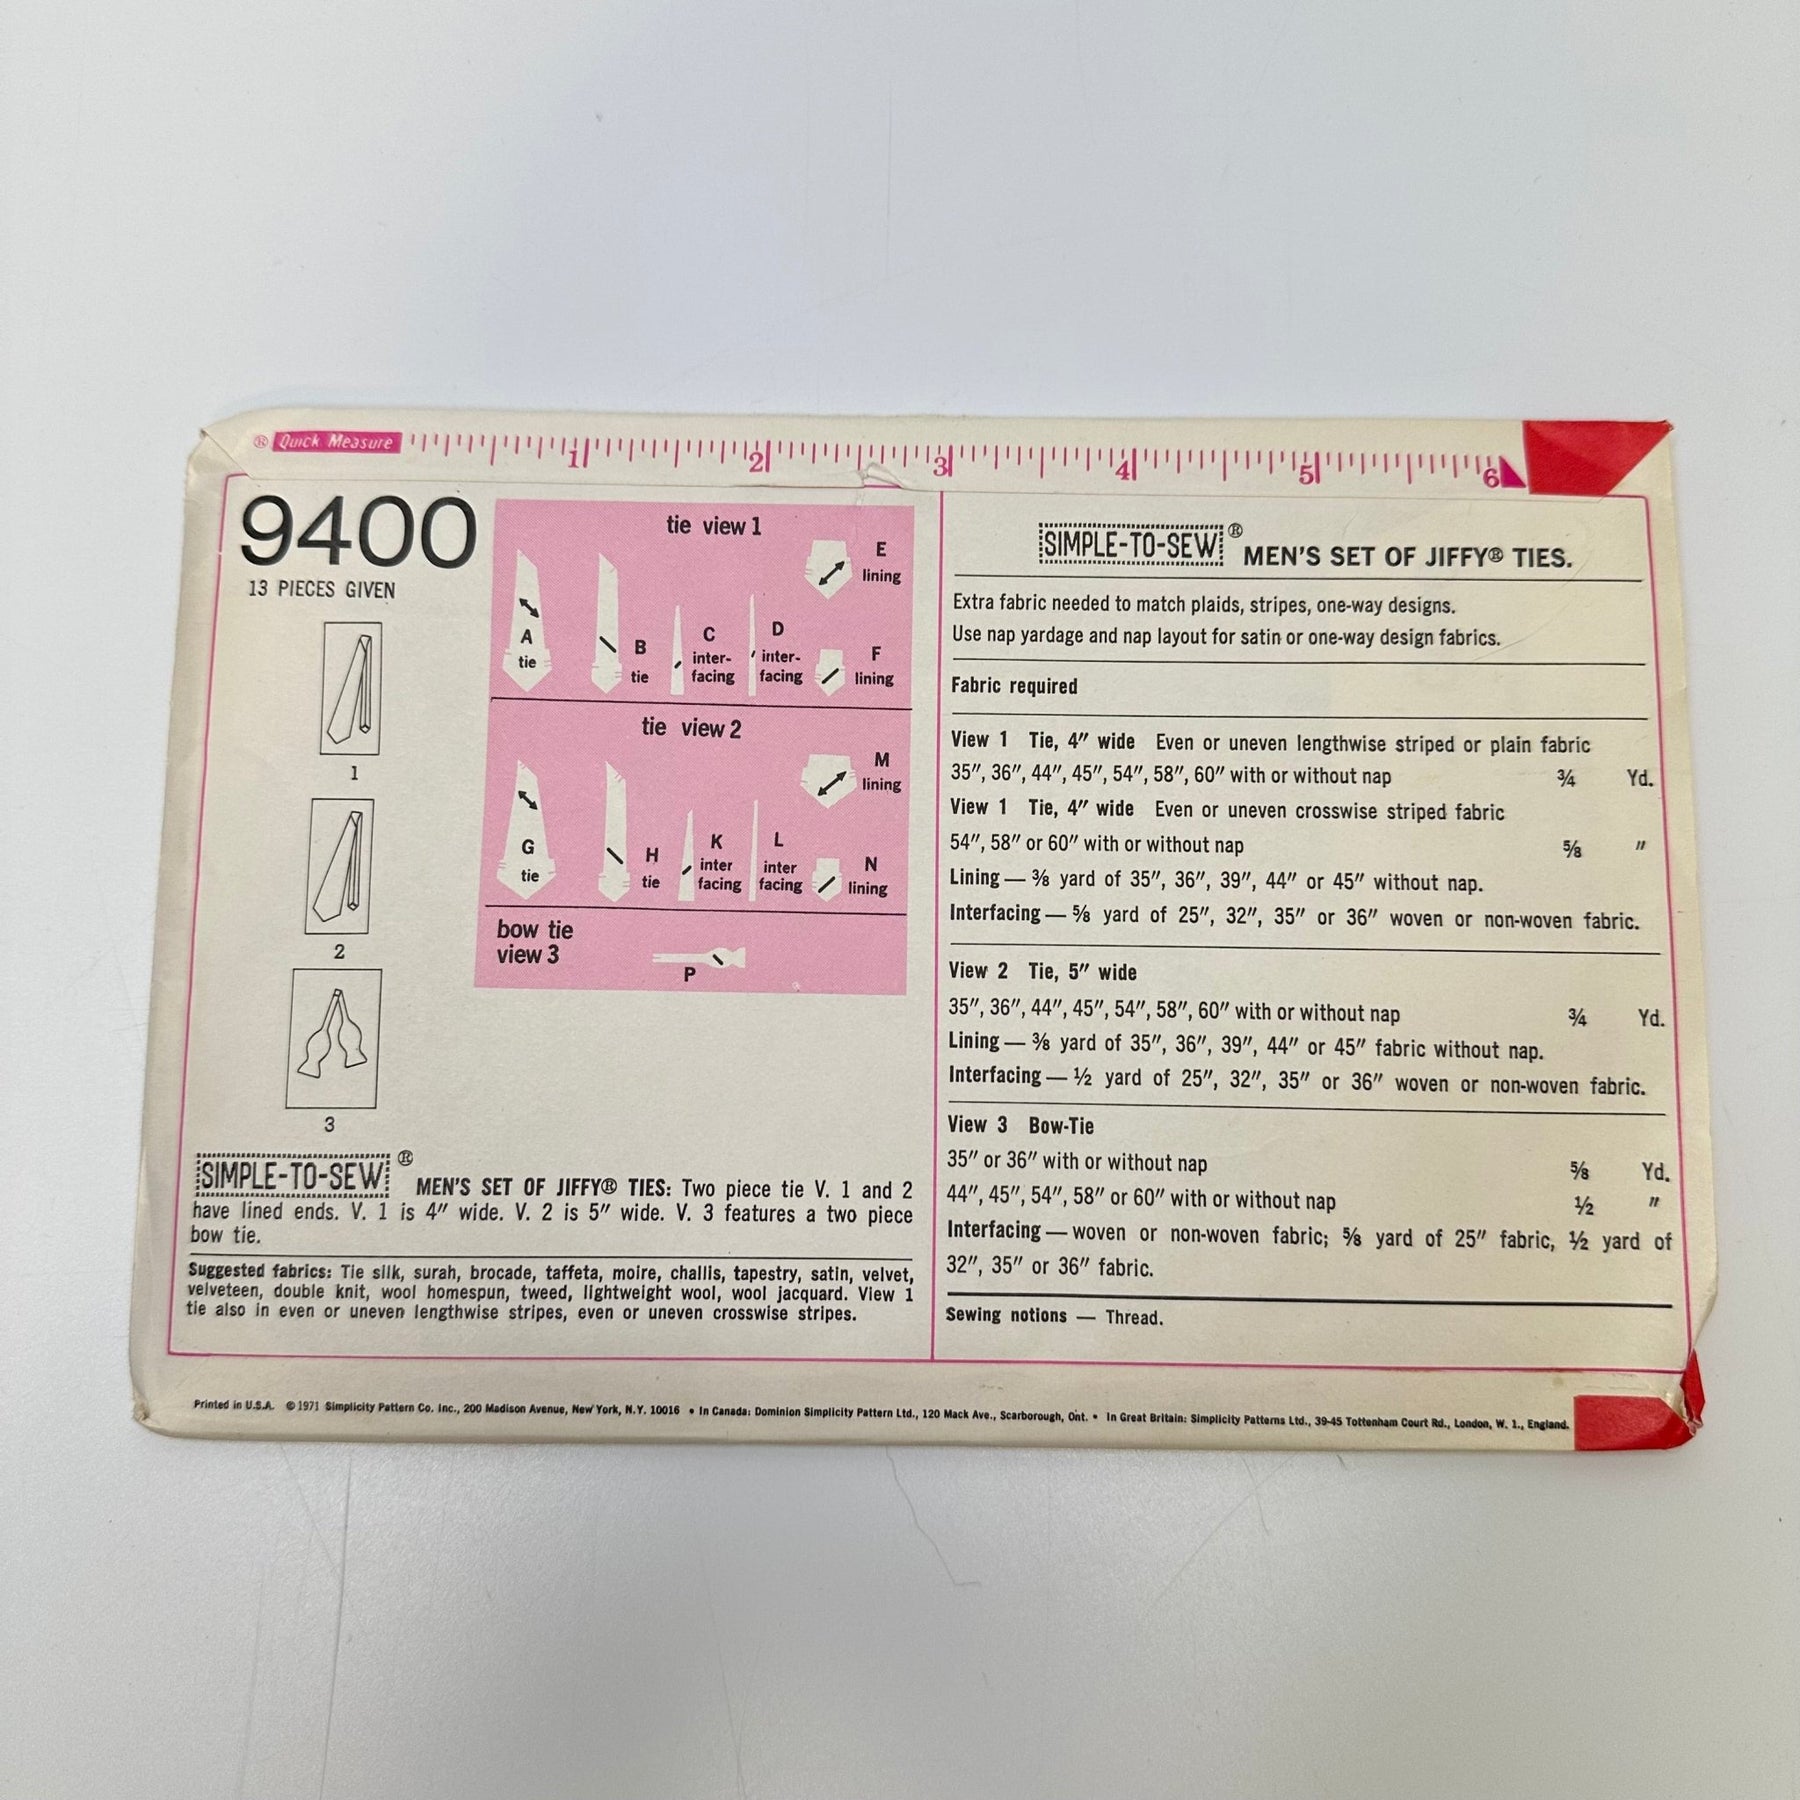 ® Quick Measure
1 2 3 4 5 6
9400
13 PIECES GIVEN
1
2
3
tie view 1
A
tie
B
tie
C
inter-
facing
D
inter-
facing
E
lining
F
lining
tie view 2
G
tie
H
tie
K
inter
facing
L
inter
facing
M
lining
N
lining
bow tie
view 3
P
SIMPLE-TO-SEW® MEN'S SET OF JIFFY® TIES: Two piece tie V. 1 and 2
have lined ends. V. 1 is 4″ wide. V. 2 is 5″ wide. V. 3 features a two piece
bow tie.
Suggested fabrics: Tie silk, surah, brocade, taffeta, moire, challis, tapestry, satin, velvet,
velveteen, double knit, wool homespun, tweed, lightweight wool, wool jacquard. View 1
tie also in even or uneven lengthwise stripes, even or uneven crosswise stripes.
SIMPLE-TO-SEW® MEN'S SET OF JIFFY® TIES.
Extra fabric needed to match plaids, stripes, one-way designs.
Use nap yardage and nap layout for satin or one-way design fabrics.
Fabric required
View 1 Tie, 4″ wide Even or uneven lengthwise striped or plain fabric
35″, 36″, 44″, 45″, 54″, 58″, 60″ with or without nap ¾ Yd.
View 1 Tie, 4″ wide Even or uneven crosswise striped fabric
54″, 58″ or 60″ with or without nap ⅝ ″
Lining — ⅜ yard of 35″, 36″, 39″, 44″ or 45″ without nap.
Interfacing — ⅝ yard of 25″, 32″, 35″ or 36″ woven or non-woven fabric.
View 2 Tie, 5″ wide
35″, 36″, 44″, 45″, 54″, 58″, 60″ with or without nap ¾ Yd.
Lining — ⅜ yard of 35″, 36″, 39″, 44″ or 45″ fabric without nap.
Interfacing — ½ yard of 25″, 32″, 35″ or 36″ woven or non-woven fabric.
View 3 Bow-Tie
35″ or 36″ with or without nap ⅝ Yd.
44″, 45″, 54″, 58″ or 60″ with or without nap ½ ″
Interfacing — woven or non-woven fabric; ⅝ yard of 25″ fabric, ½ yard of
32″, 35″ or 36″ fabric.
Sewing notions — Thread.
Printed in U.S.A. © 1971 Simplicity Pattern Co. Inc., 200 Madison Avenue, New York, N.Y. 10016 • In Canada: Dominion Simplicity Pattern Ltd., 120 Mack Ave., Scarborough, Ont. • In Great Britain: Simplicity Patterns Ltd., 39-45 Tottenham Court Rd., London, W. 1., England.